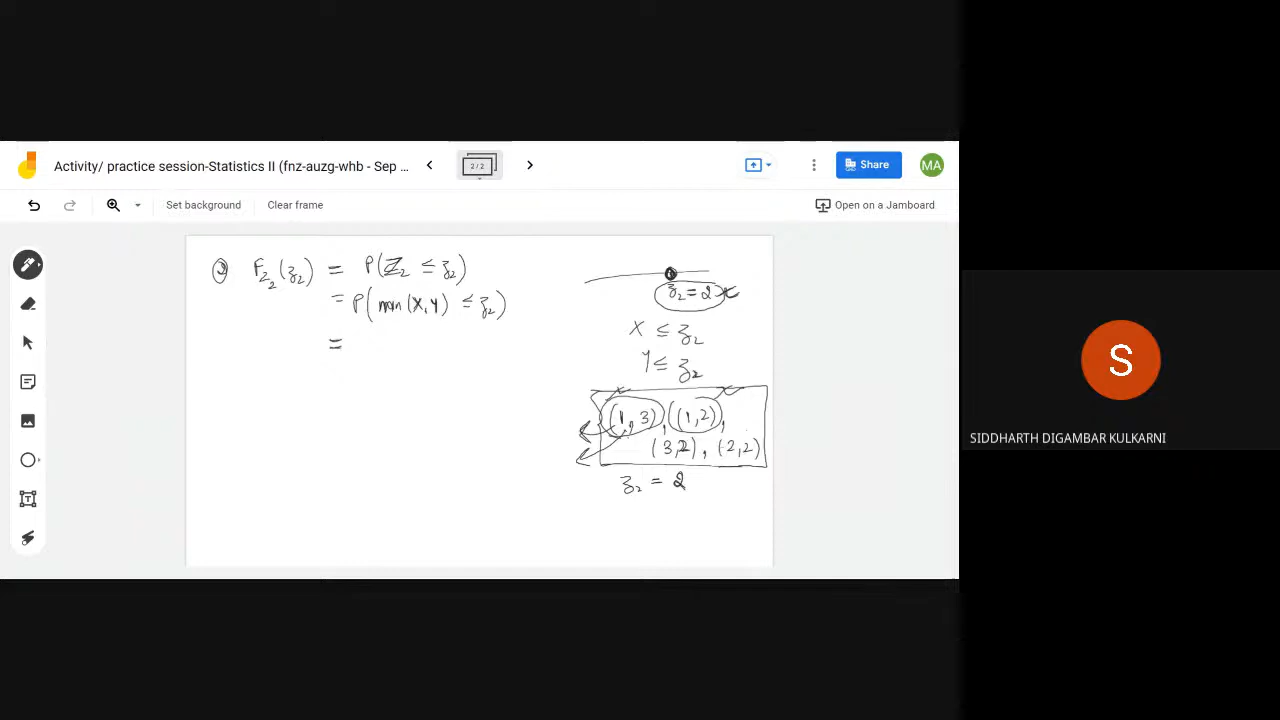 Activity/ practice session-Statistics II (fnz-auzg-whb - Sep ...
2/2
Share
MA
Set background
Clear frame
Open on a Jamboard
② F_{Z_2}(z_2) = P(Z_2 ≤ z_2)
= P(min(X,Y) ≤ z_2)
=
z_2 = 2
X ≤ z_2
Y ≤ z_2
(1,3), (1,2),
(3,2), (2,2)
z_2 = 2
S
SIDDHARTH DIGAMBAR KULKARNI